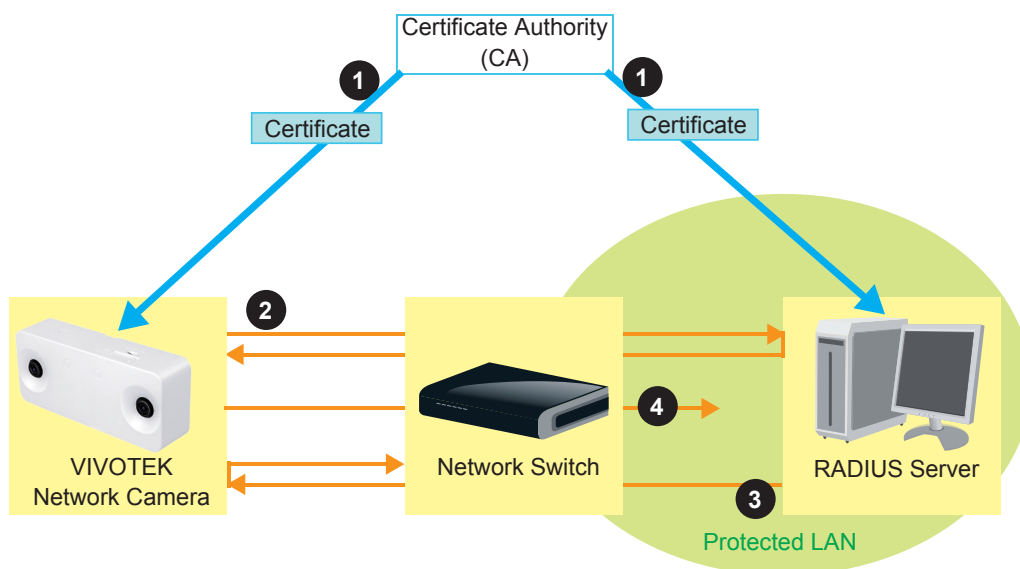 Certificate Authority
(CA)
1
1
Certificate
Certificate
2
4
VIVOTEK
Network Camera
Network Switch
RADIUS Server
3
Protected LAN